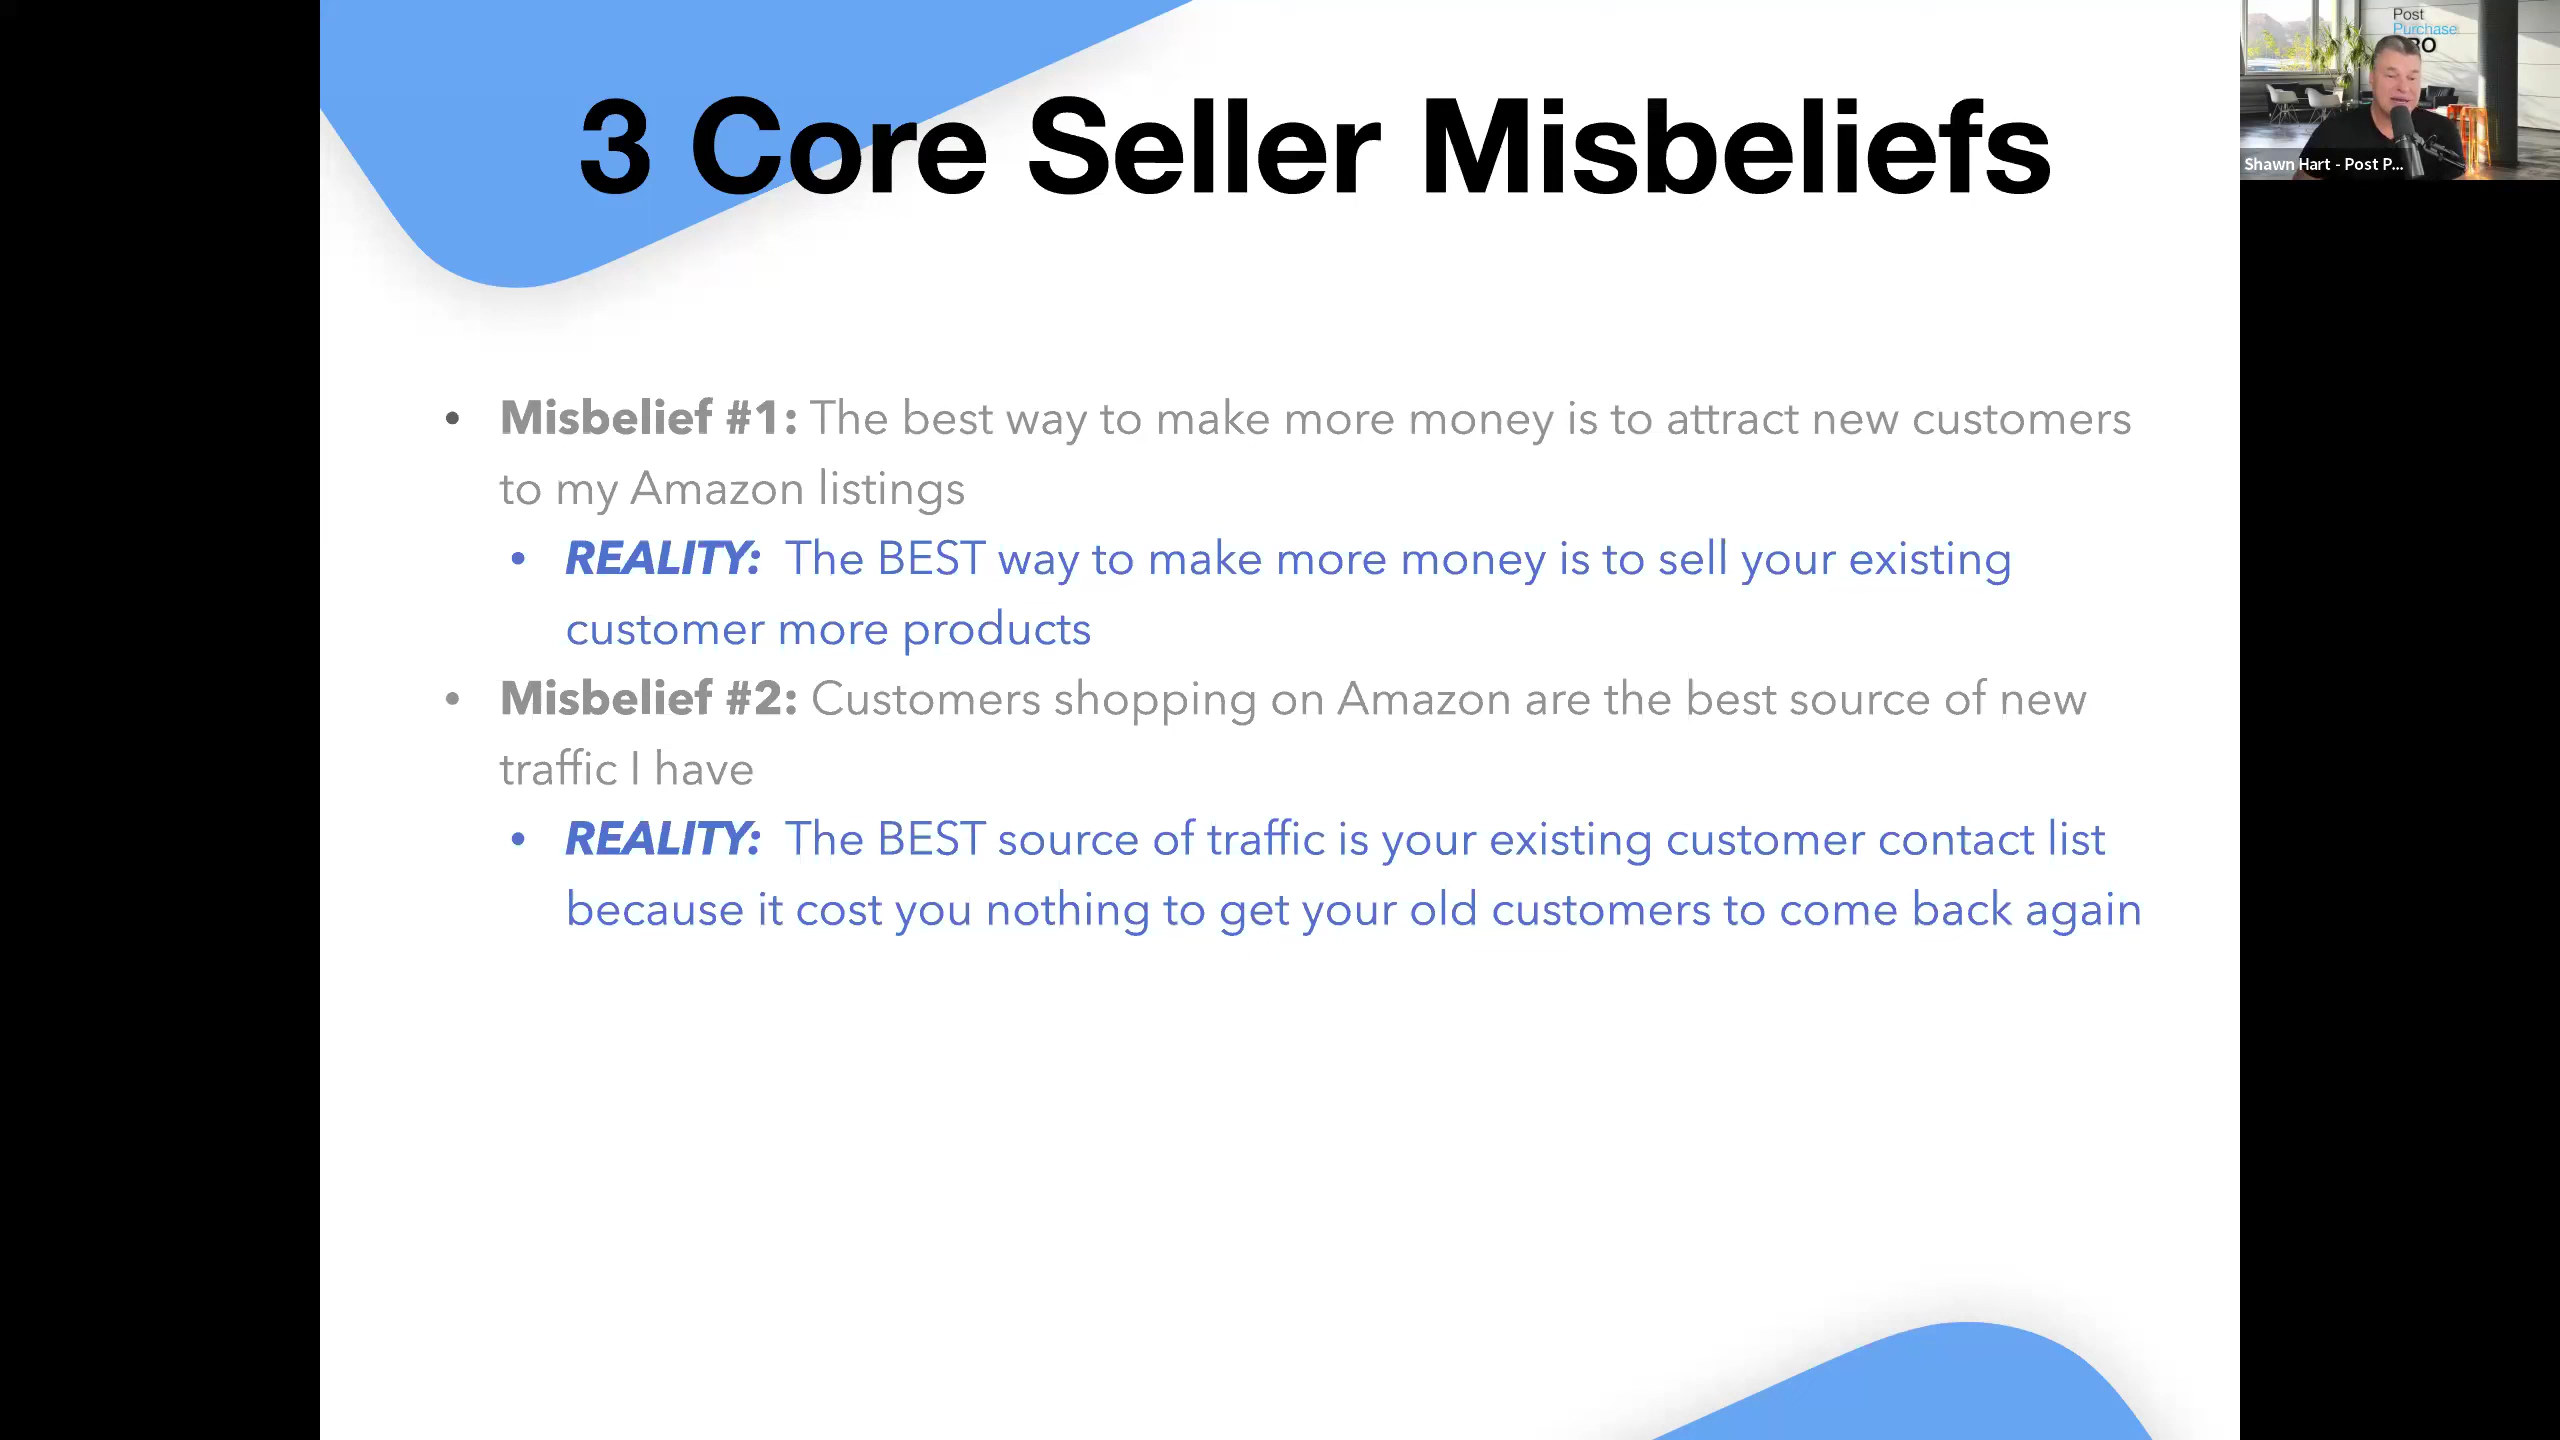 3 Core Seller Misbeliefs
• Misbelief #1: The best way to make more money is to attract new customers
to my Amazon listings
• REALITY: The BEST way to make more money is to sell your existing
customer more products
• Misbelief #2: Customers shopping on Amazon are the best source of new
traffic I have
• REALITY: The BEST source of traffic is your existing customer contact list
because it cost you nothing to get your old customers to come back again
Post
Purchase
Shawn Hart - Post P...